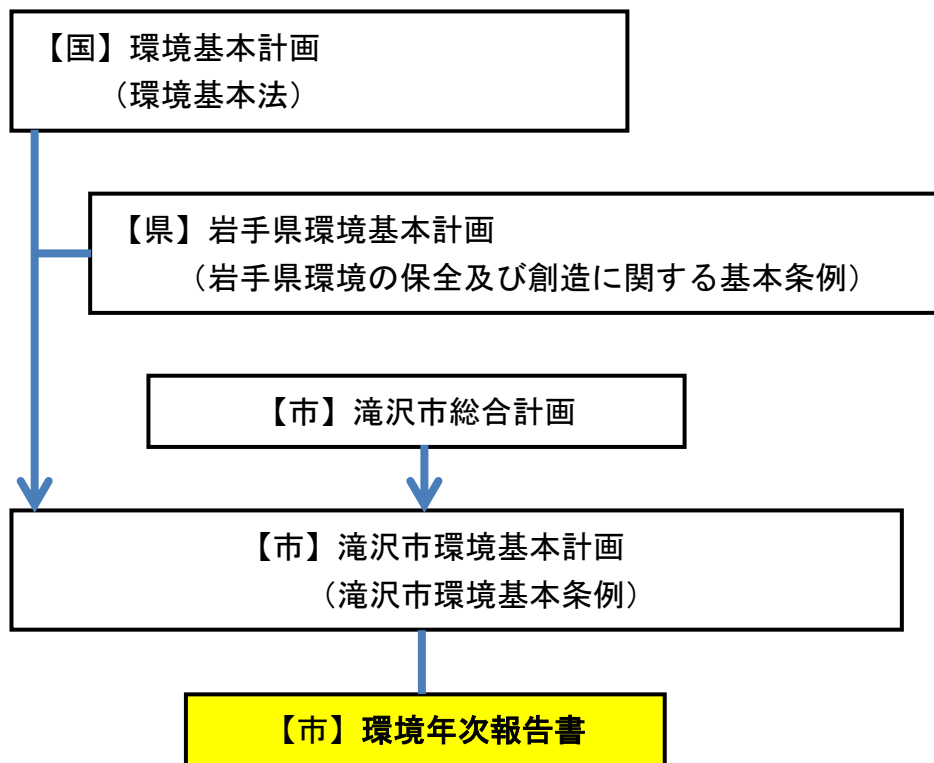 【国】環境基本計画
（環境基本法）
【県】岩手県環境基本計画
（岩手県環境の保全及び創造に関する基本条例）
【市】滝沢市総合計画
【市】滝沢市環境基本計画
（滝沢市環境基本条例）
【市】環境年次報告書